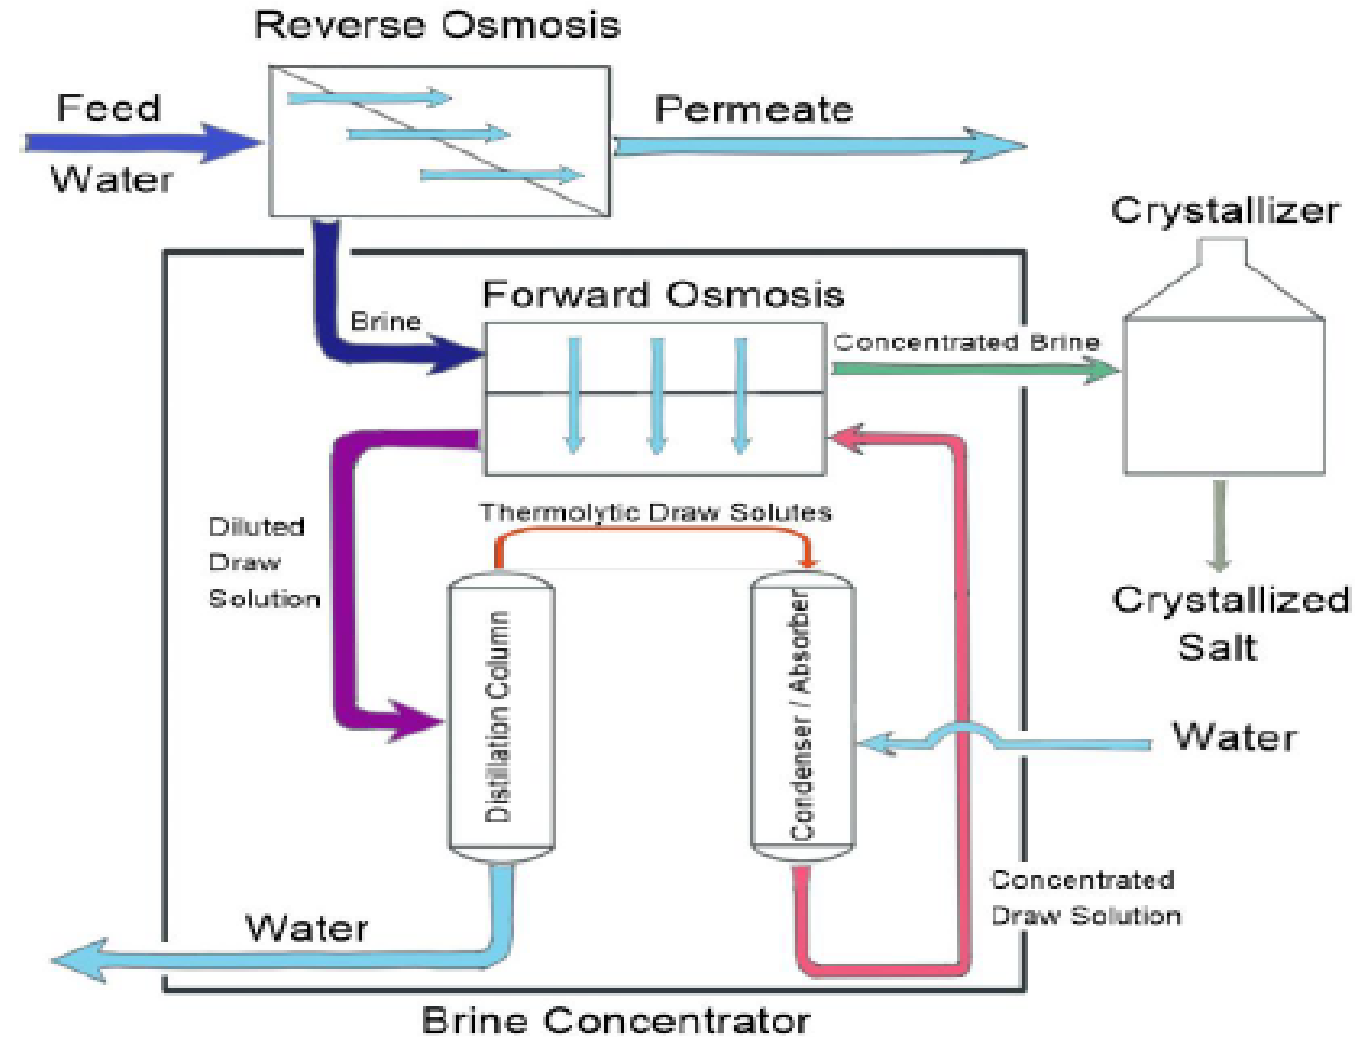 Reverse Osmosis
Feed
Water
Permeate
Crystallizer
Forward Osmosis
Brine
Concentrated Brine
Thermolytic Draw Solutes
Diluted
Draw
Solution
Distillation Column
Condenser / Absorber
Crystallized
Salt
Water
Concentrated
Draw Solution
Water
Brine Concentrator